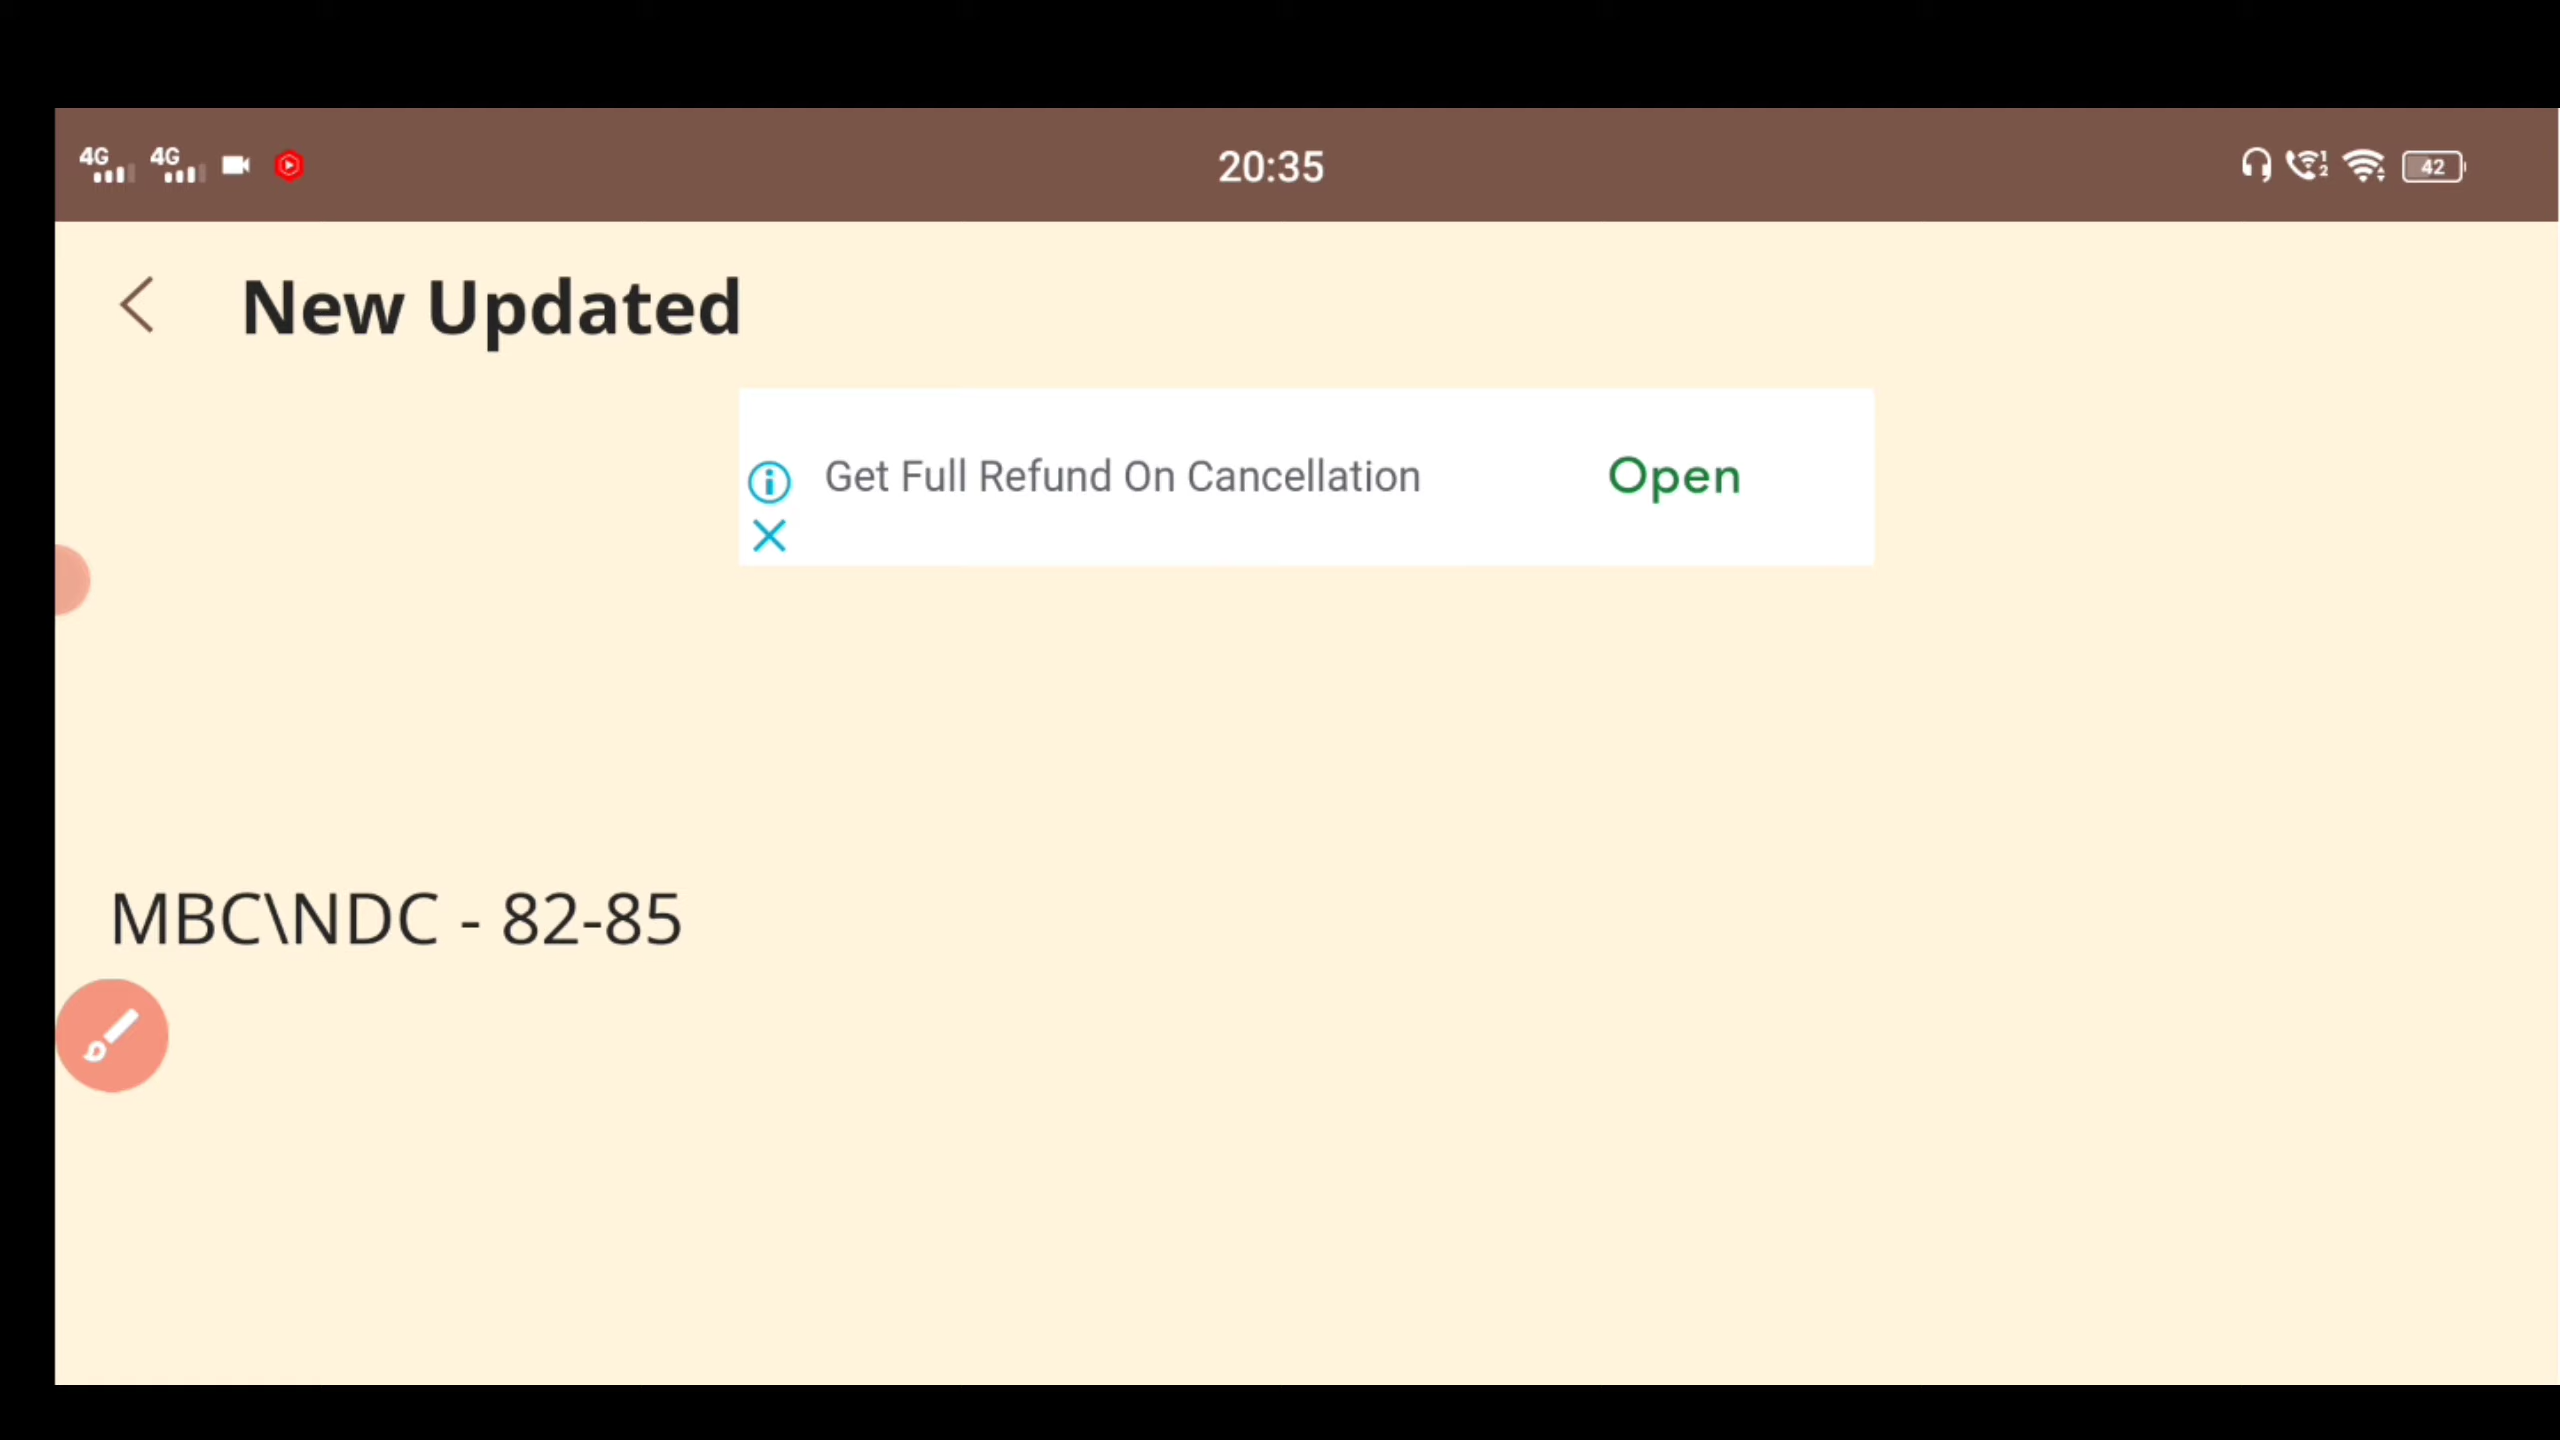 4G 4G 20:35 42
New Updated
Get Full Refund On Cancellation Open
MBC\NDC - 82-85